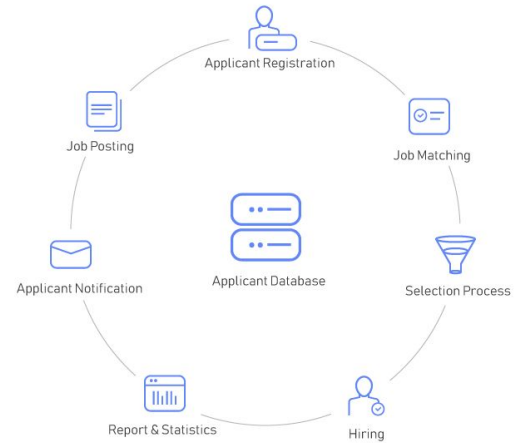 Applicant Registration
Job Posting
Job Matching
Applicant Database
Applicant Notification
Selection Process
Report & Statistics
Hiring